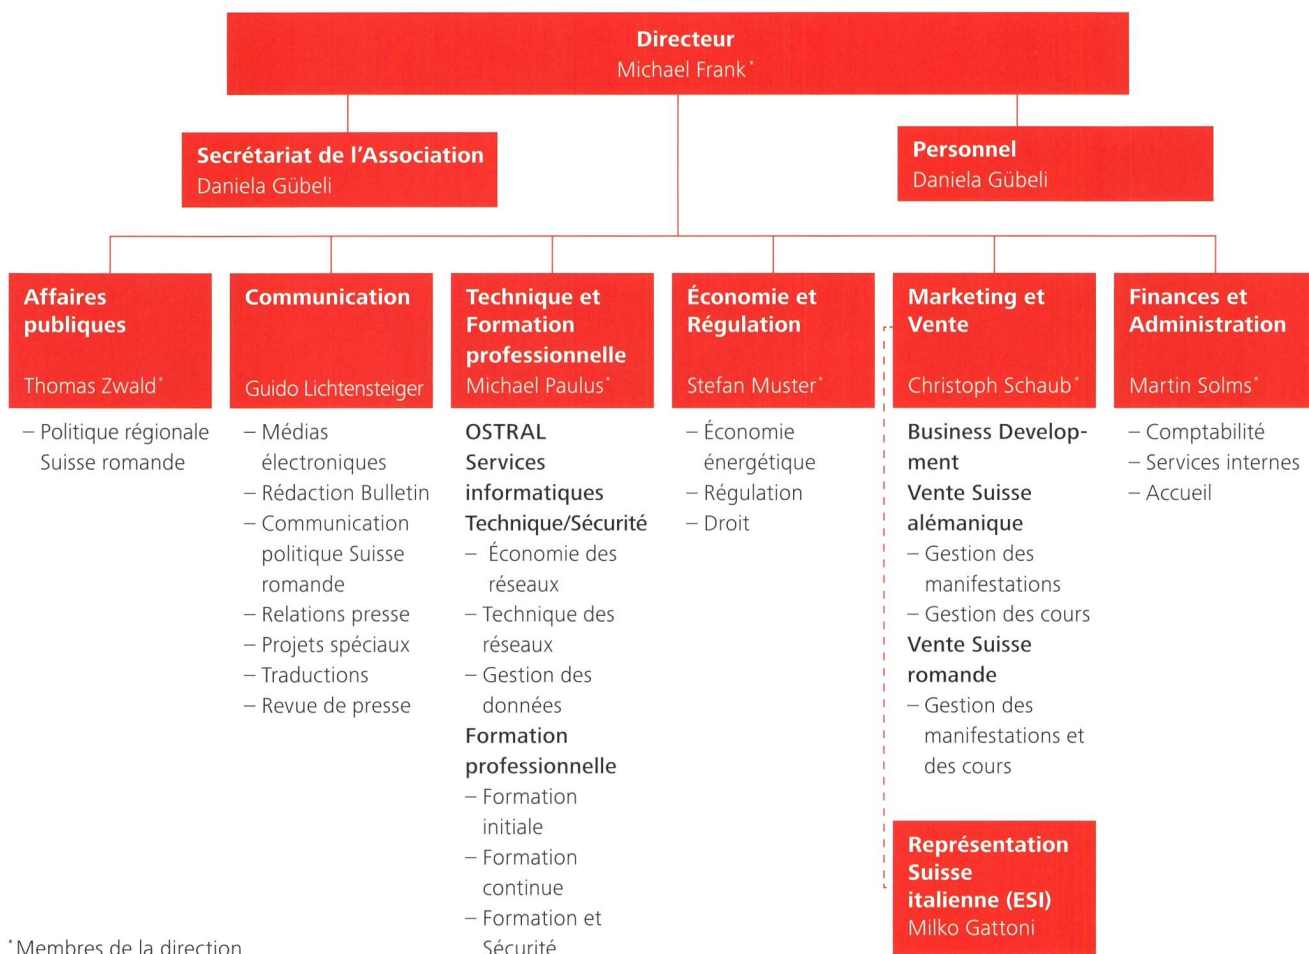 Directeur
Michael Frank*
Secrétariat de l'Association
Daniela Gübeli
Personnel
Daniela Gübeli
Affaires
publiques
Thomas Zwald*
– Politique régionale
Suisse romande
Communication
Guido Lichtensteiger
– Médias
électroniques
– Rédaction Bulletin
– Communication
politique Suisse
romande
– Relations presse
– Projets spéciaux
– Traductions
– Revue de presse
Technique et
Formation
professionnelle
Michael Paulus*
OSTRAL
Services
informatiques
Technique/Sécurité
– Économie des
réseaux
– Technique des
réseaux
– Gestion des
données
Formation
professionnelle
– Formation
initiale
– Formation
continue
– Formation et
Sécurité
Économie et
Régulation
Stefan Muster*
– Économie
énergétique
– Régulation
– Droit
Marketing et
Vente
Christoph Schaub*
Business Develop-
ment
Vente Suisse
alémanique
– Gestion des
manifestations
– Gestion des cours
Vente Suisse
romande
– Gestion des
manifestations et
des cours
Représentation
Suisse
italienne (ESI)
Milko Gattoni
Finances et
Administration
Martin Solms*
– Comptabilité
– Services internes
– Accueil
*Membres de la direction